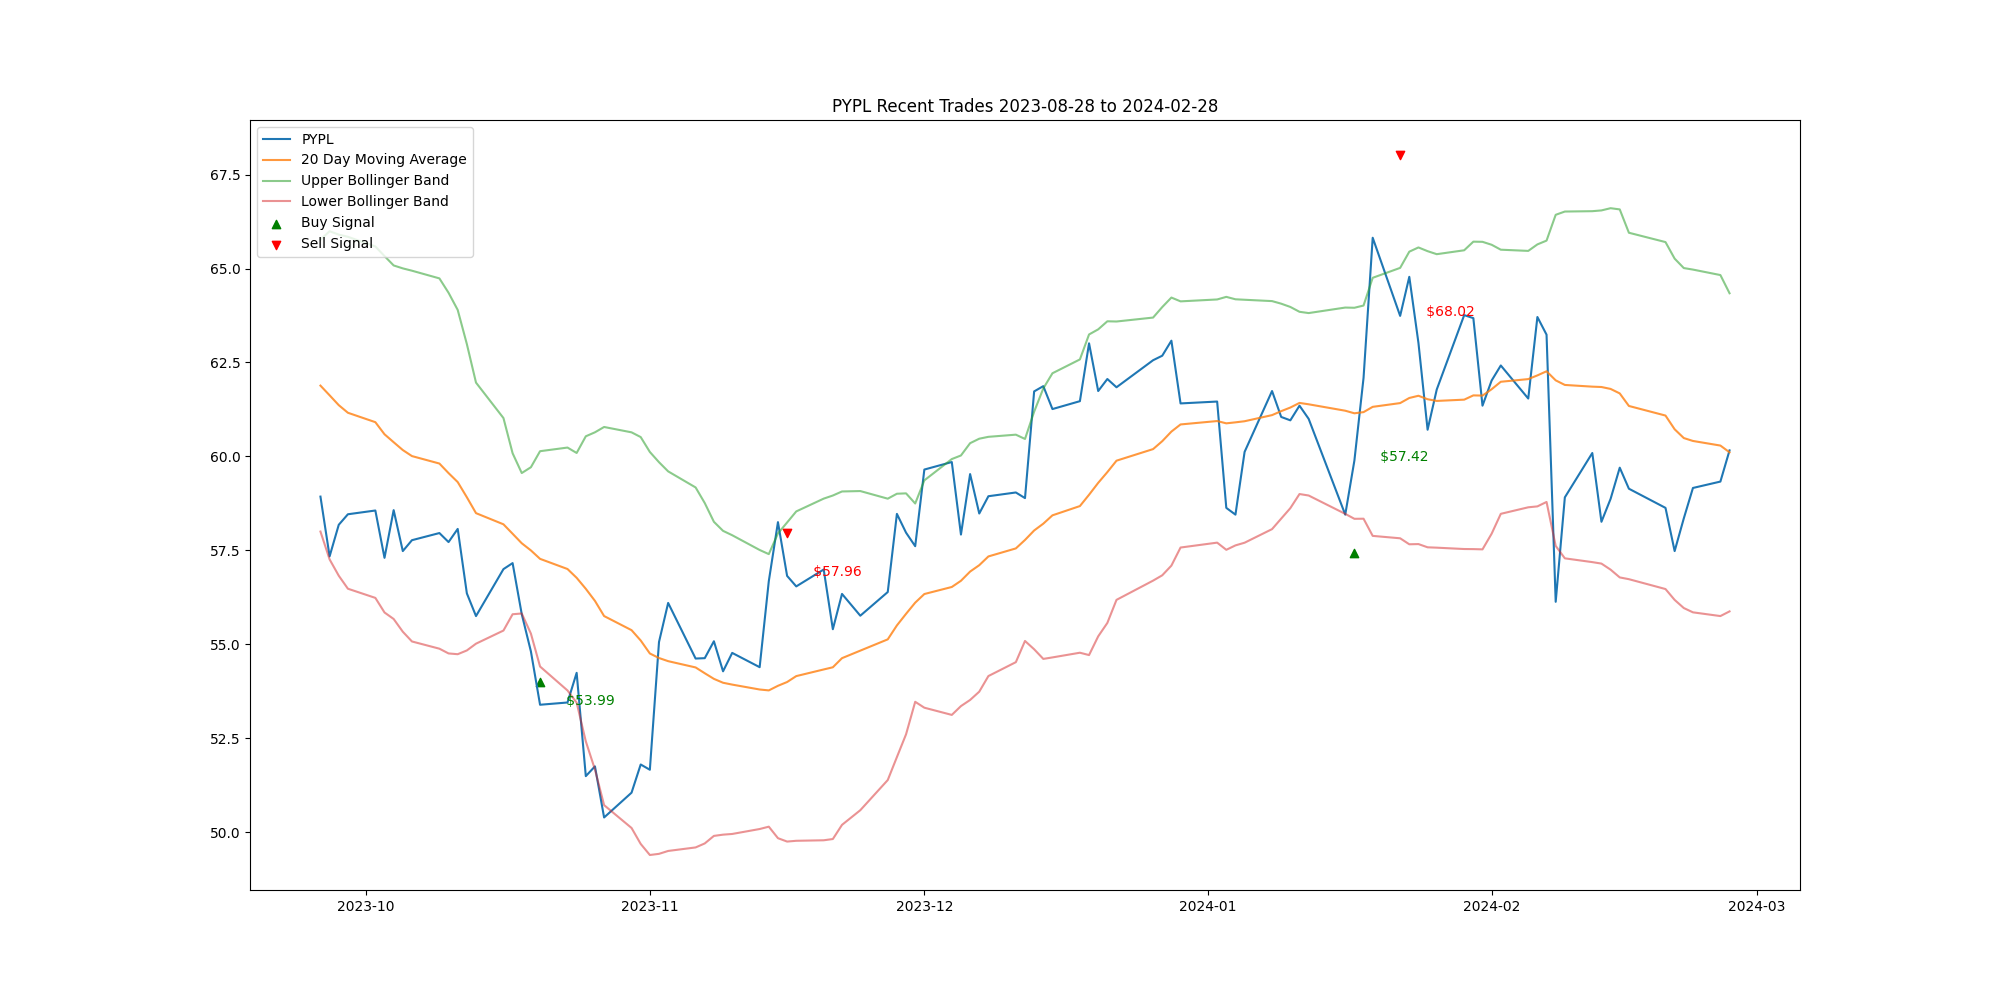 PYPL Recent Trades 2023-08-28 to 2024-02-28
PYPL
20 Day Moving Average
Upper Bollinger Band
Lower Bollinger Band
Buy Signal
Sell Signal
67.5
65.0
62.5
60.0
57.5
55.0
52.5
50.0
$68.02
$57.42
$57.96
$53.99
2023-10
2023-11
2023-12
2024-01
2024-02
2024-03